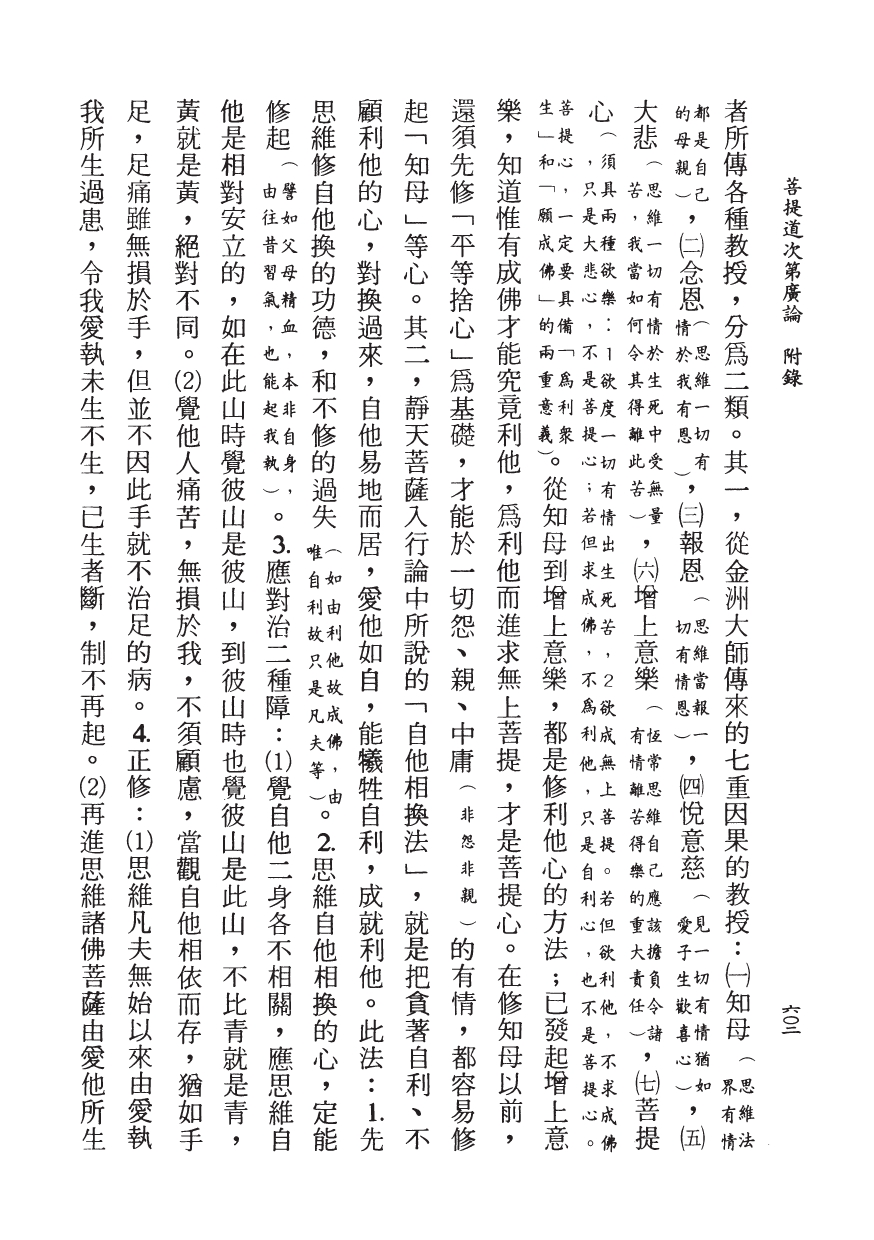 菩提道次第廣論　附錄
六〇二
者所傳各種教授，分爲二類。其一，從金洲大師傳來的七重因果的教授：㈠知母（思維法界有情
都是自己的母親），㈡念恩（思維一切有情於我有恩），㈢報恩（思維當報一切有情恩），㈣悅意慈（見一切有情猶如愛子生歡喜心），㈤
大悲（思維一切有情於生死中受無量苦，我當如何令其得離此苦），㈥增上意樂（恆常思維自己應該擔負令諸有情離苦得樂的重大責任），㈦菩提
心（須具兩種欲樂：1欲度一切有情出生死苦，2欲成無上菩提。若但欲利他，不求成佛，只是大悲心，不是菩提心；若但求成佛，不爲利他，只是自利心，也不是菩提心。
菩提心，一定要具備「爲利衆生」和「願成佛」的兩重意義）。從知母到增上意樂，都是修利他心的方法；已發起增上意
樂，知道惟有成佛才能究竟利他，爲利他而進求無上菩提，才是菩提心。在修知母以前，
還須先修「平等捨心」爲基礎，才能於一切怨、親、中庸（非怨非親）的有情，都容易修
起「知母」等心。其二，靜天菩薩入行論中所說的「自他相換法」，就是把貪著自利、不
顧利他的心，對換過來，自他易地而居，愛他如自，能犧牲自利，成就利他。此法：1.先
思維修自他換的功德，和不修的過失（如由利他故成佛，由唯自利故只是凡夫等）。2.思維自他相換的心，定能
修起（譬如父母精血，本非自身，由往昔習氣，也能起我執）。3.應對治二種障：⑴覺自他二身各不相關，應思維自
他是相對安立的，如在此山時覺彼山是彼山，到彼山時也覺彼山是此山，不比青就是青，
黃就是黃，絕對不同。⑵覺他人痛苦，無損於我，不須顧慮，當觀自他相依而存，猶如手
足，足痛雖無損於手，但並不因此手就不治足的病。4.正修：⑴思維凡夫無始以來由愛執
我所生過患，令我愛執未生不生，已生者斷，制不再起。⑵再進思維諸佛菩薩由愛他所生